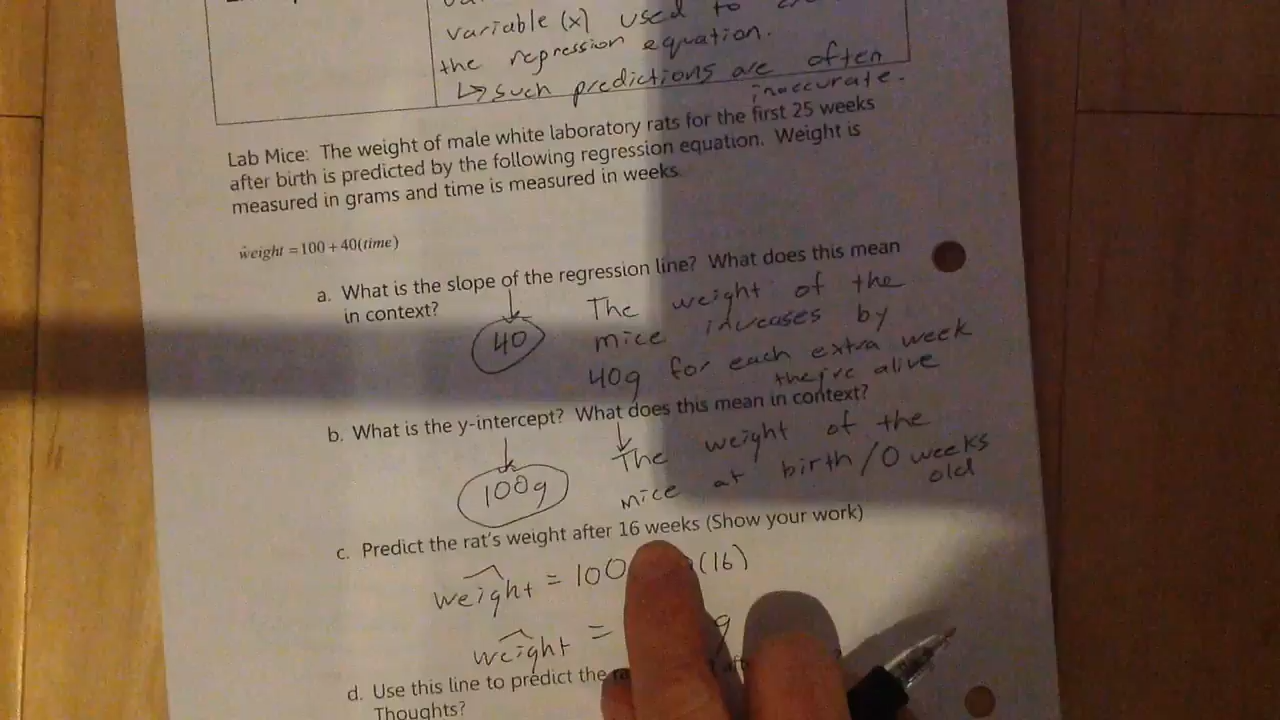 variable (x) used to
the regression equation.
↳ such predictions are often
inaccurate.
Lab Mice: The weight of male white laboratory rats for the first 25 weeks
after birth is predicted by the following regression equation. Weight is
measured in grams and time is measured in weeks.
weight = 100 + 40(time)
a. What is the slope of the regression line? What does this mean
in context?
40
The weight of the
mice increases by
40g for each extra week
they're alive
b. What is the y-intercept? What does this mean in context?
100g
The weight of the
mice at birth/0 weeks
old
c. Predict the rat's weight after 16 weeks (Show your work)
weight = 100 (16)
weight = g
d. Use this line to predict the
Thoughts?